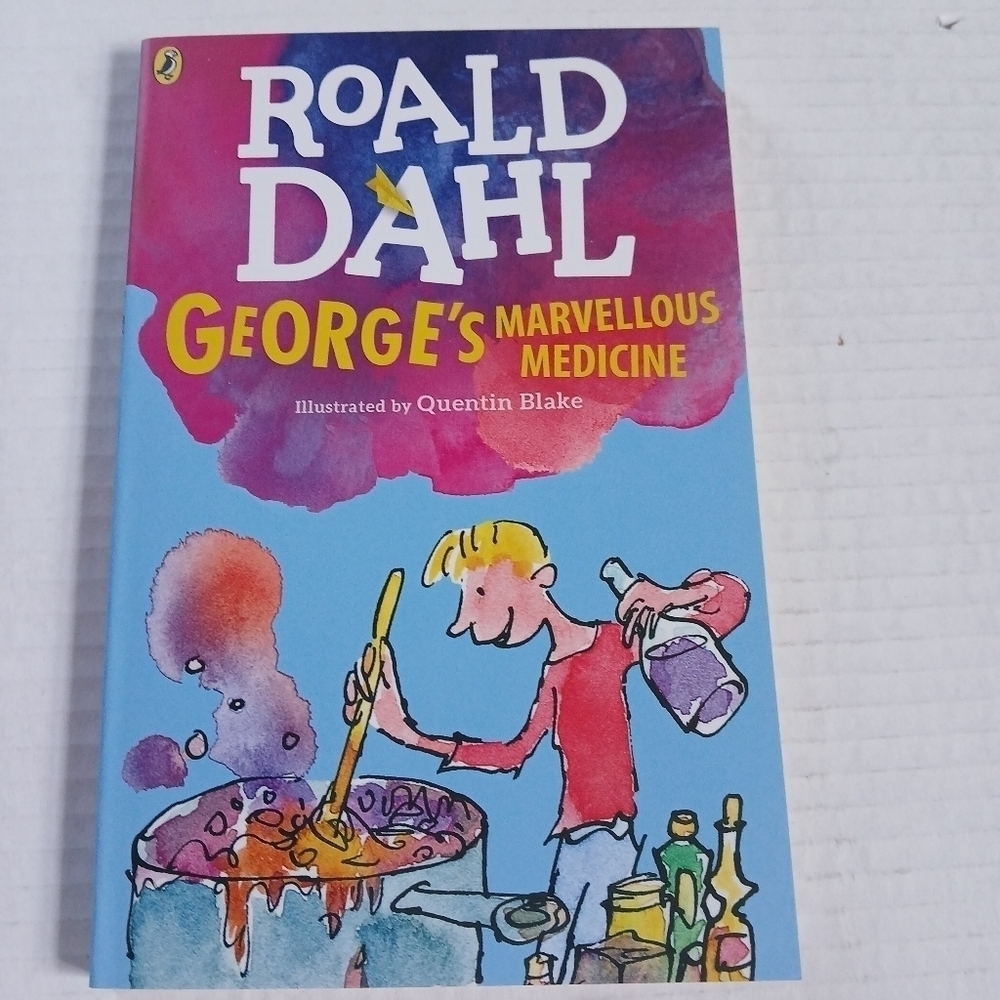 ROALD
DAHL
GEORGE'S MARVELLOUS
MEDICINE
Illustrated by Quentin Blake